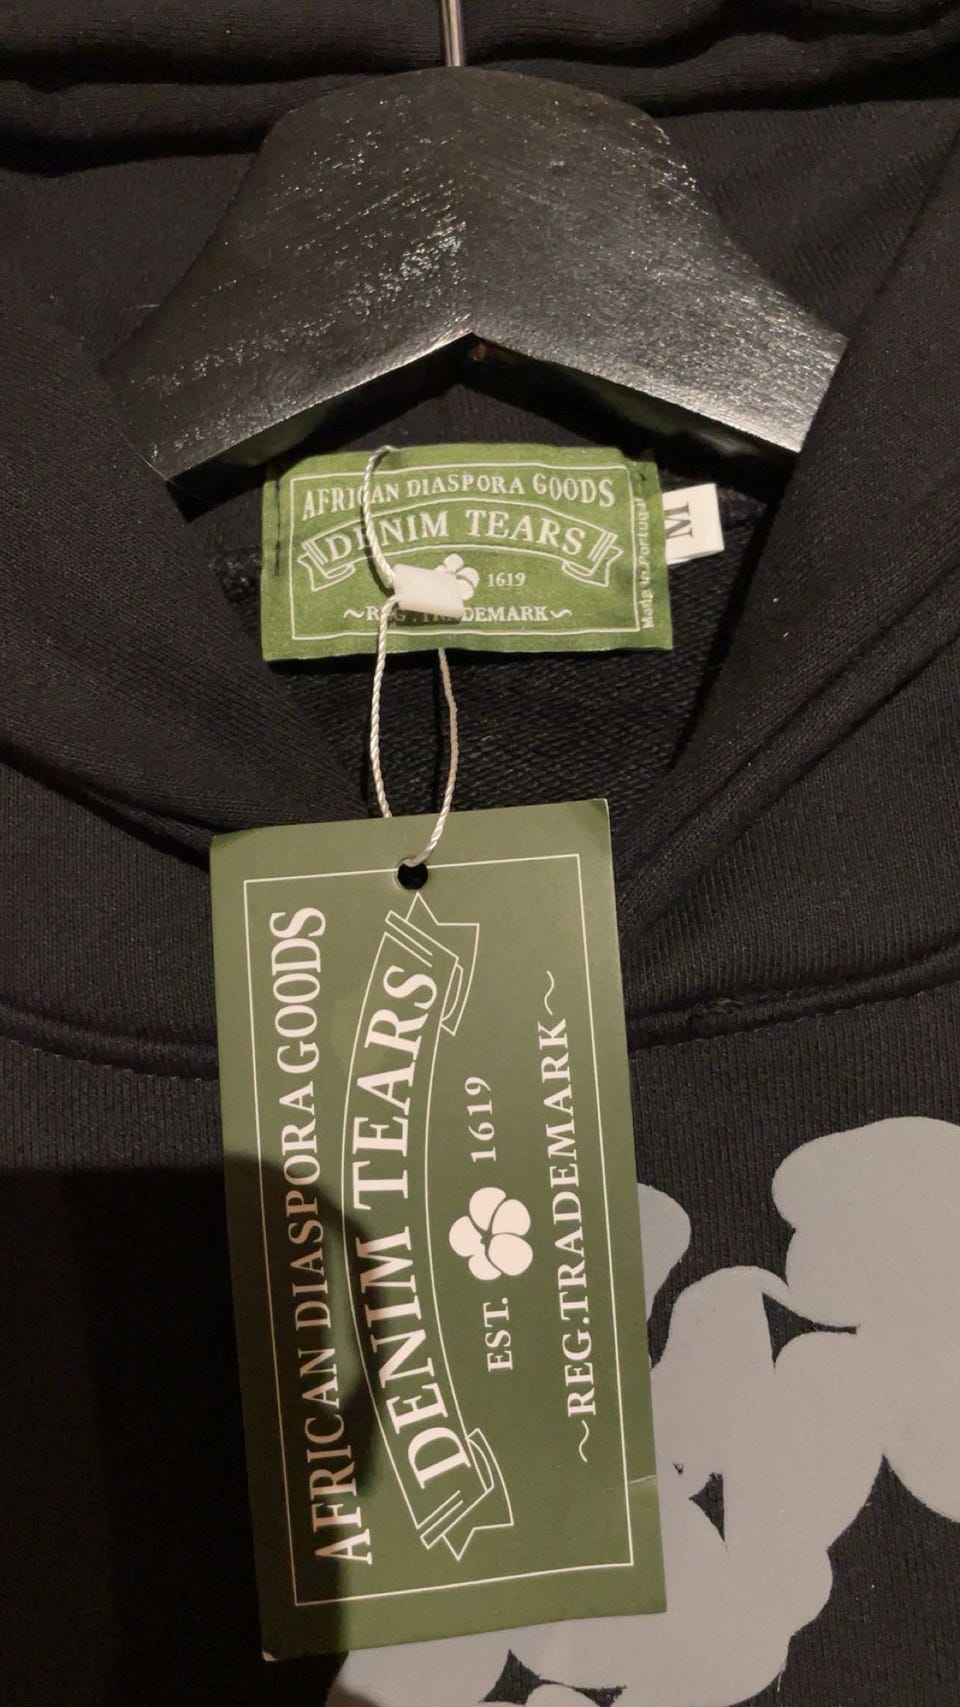 AFRICAN DIASPORA GOODS
DENIM TEARS
1619
~REG.TRADEMARK~
Made in Portugal
M
AFRICAN DIASPORA GOODS
DENIM TEARS
EST. 1619
~REG.TRADEMARK~